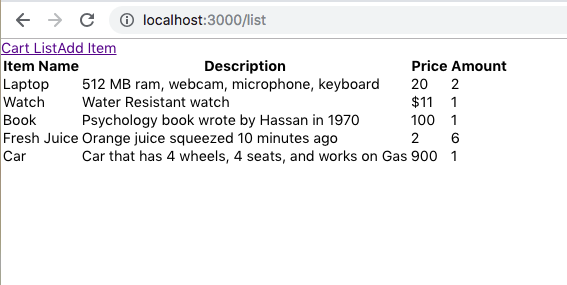 localhost:3000/list
Cart ListAdd Item
Item Name Description Price Amount
Laptop 512 MB ram, webcam, microphone, keyboard 20 2
Watch Water Resistant watch $11 1
Book Psychology book wrote by Hassan in 1970 100 1
Fresh Juice Orange juice squeezed 10 minutes ago 2 6
Car Car that has 4 wheels, 4 seats, and works on Gas 900 1